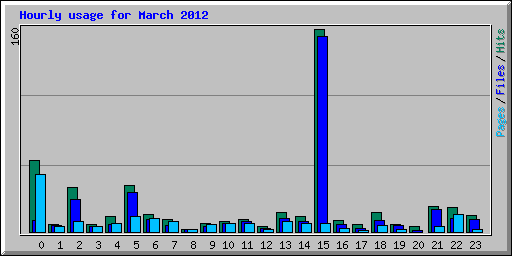 Hourly usage for March 2012
160
Pages / Files / Hits
0 1 2 3 4 5 6 7 8 9 10 11 12 13 14 15 16 17 18 19 20 21 22 23